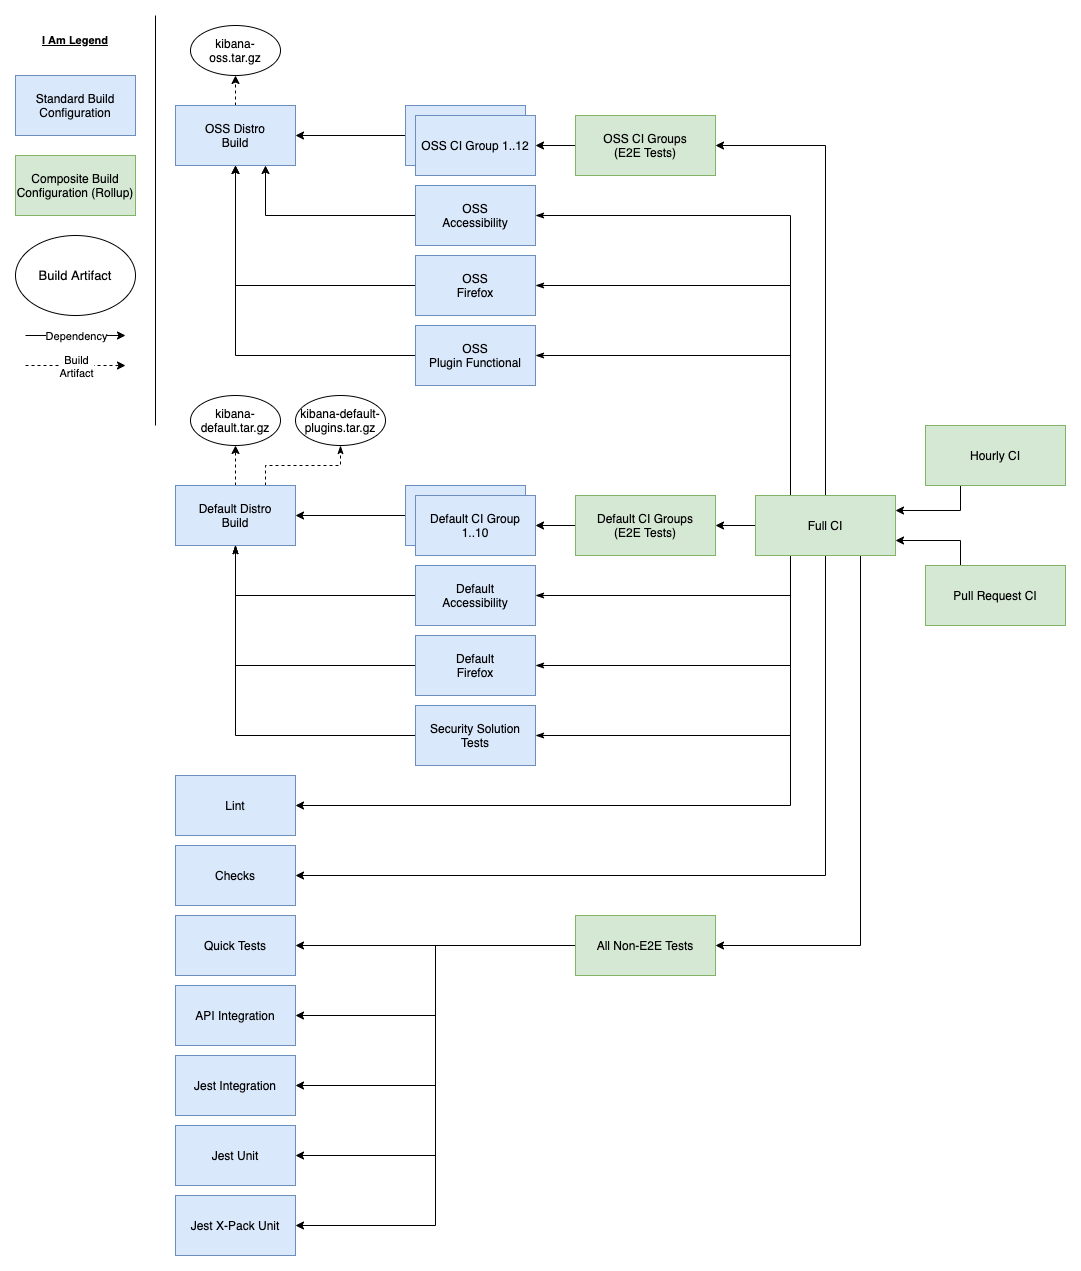 I Am Legend
Standard Build
Configuration
Composite Build
Configuration (Rollup)
Build Artifact
Dependency
Build
Artifact
kibana-
oss.tar.gz
OSS Distro
Build
OSS CI Group 1..12
OSS CI Groups
(E2E Tests)
OSS
Accessibility
OSS
Firefox
OSS
Plugin Functional
kibana-
default.tar.gz
kibana-default-
plugins.tar.gz
Default Distro
Build
Default CI Group
1..10
Default CI Groups
(E2E Tests)
Full CI
Hourly CI
Pull Request CI
Default
Accessibility
Default
Firefox
Security Solution
Tests
Lint
Checks
Quick Tests
All Non-E2E Tests
API Integration
Jest Integration
Jest Unit
Jest X-Pack Unit